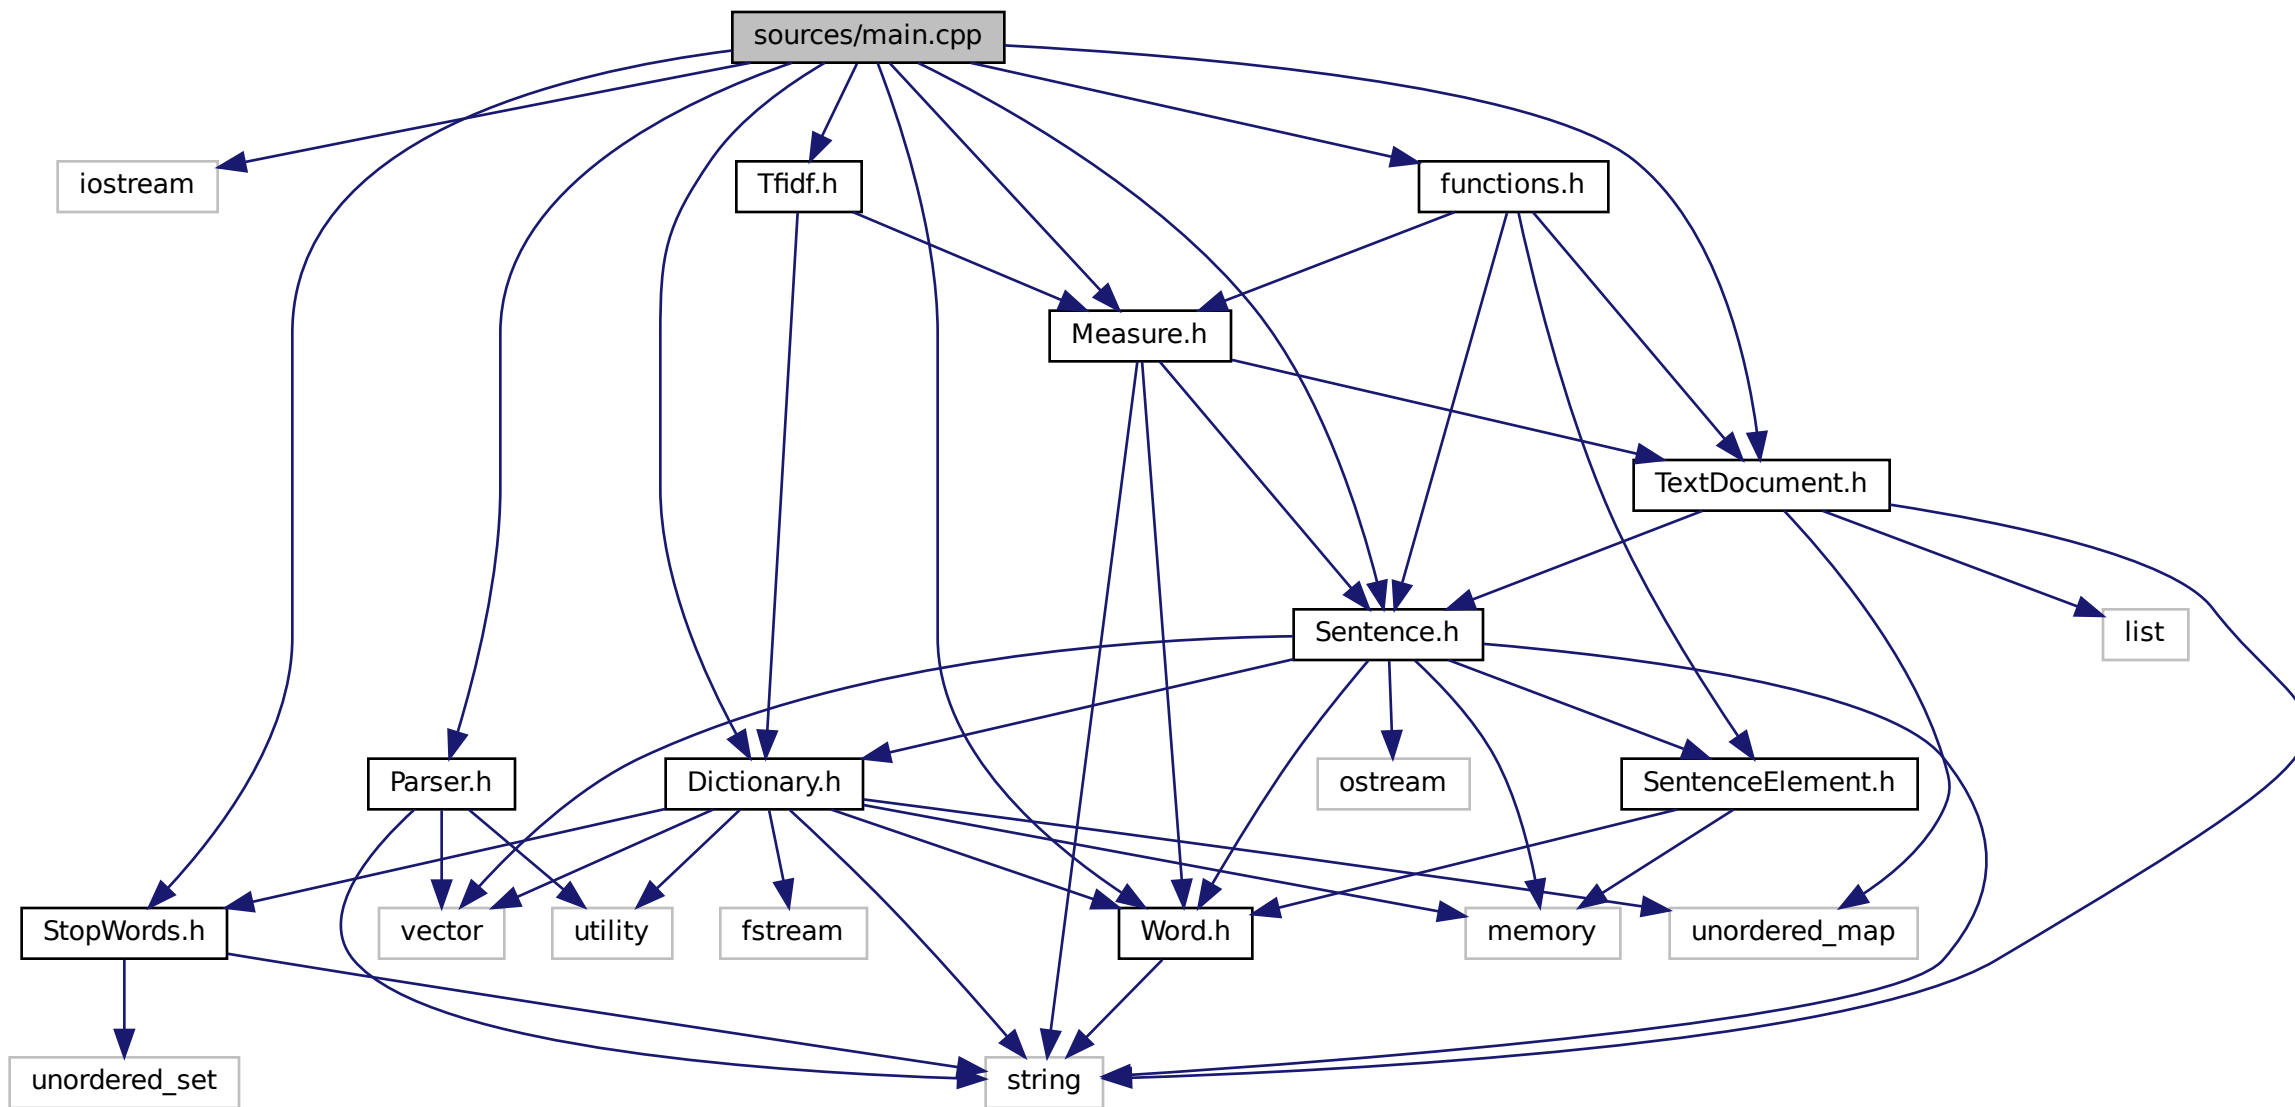 sources/main.cpp
iostream
Tfidf.h
functions.h
Measure.h
TextDocument.h
Sentence.h
list
Parser.h
Dictionary.h
ostream
SentenceElement.h
StopWords.h
vector
utility
fstream
Word.h
memory
unordered_map
unordered_set
string